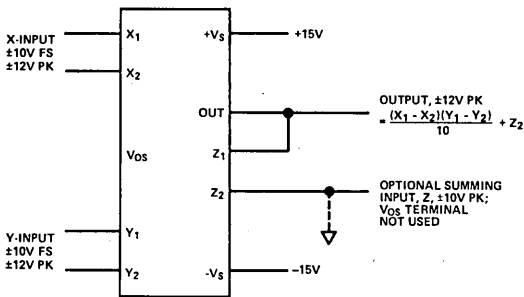 X-INPUT
±10V FS
±12V PK
X1
X2
+VS
+15V
OUT
OUTPUT, ±12V PK
= (X1 - X2)(Y1 - Y2) / 10 + Z2
Z1
VOS
Z2
OPTIONAL SUMMING
INPUT, Z, ±10V PK;
VOS TERMINAL
NOT USED
Y-INPUT
±10V FS
±12V PK
Y1
Y2
-VS
-15V